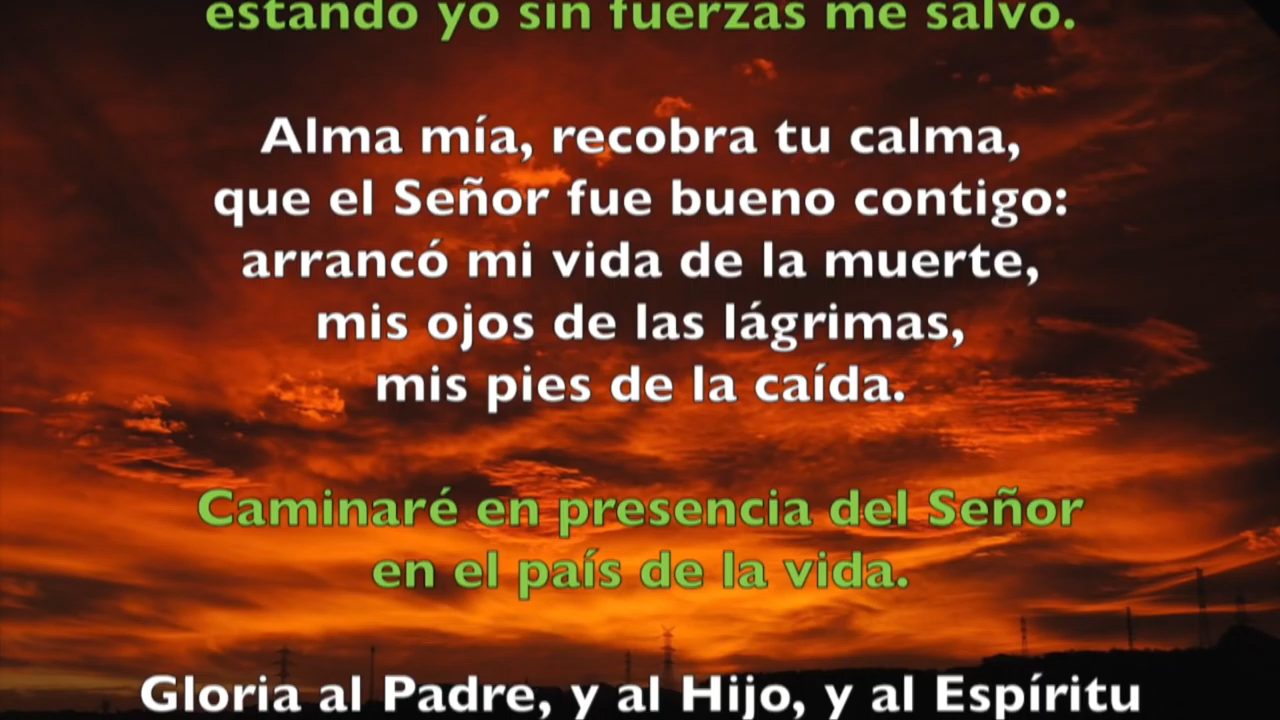 estando yo sin fuerzas me salvó.
Alma mía, recobra tu calma,
que el Señor fue bueno contigo:
arrancó mi vida de la muerte,
mis ojos de las lágrimas,
mis pies de la caída.
Caminaré en presencia del Señor
en el país de la vida.
Gloria al Padre, y al Hijo, y al Espíritu